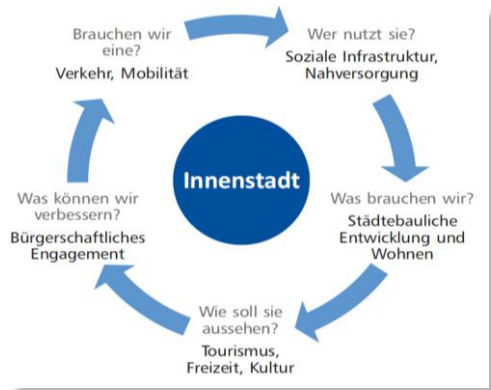 Brauchen wir
eine?
Verkehr, Mobilität
Wer nutzt sie?
Soziale Infrastruktur,
Nahversorgung
Innenstadt
Was brauchen wir?
Städtebauliche
Entwicklung und
Wohnen
Wie soll sie
aussehen?
Tourismus,
Freizeit, Kultur
Was können wir
verbessern?
Bürgerschaftliches
Engagement